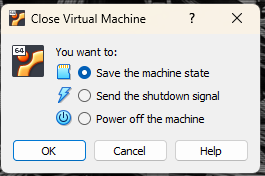 Close Virtual Machine ?
64
You want to:
Save the machine state
Send the shutdown signal
Power off the machine
OK Cancel Help